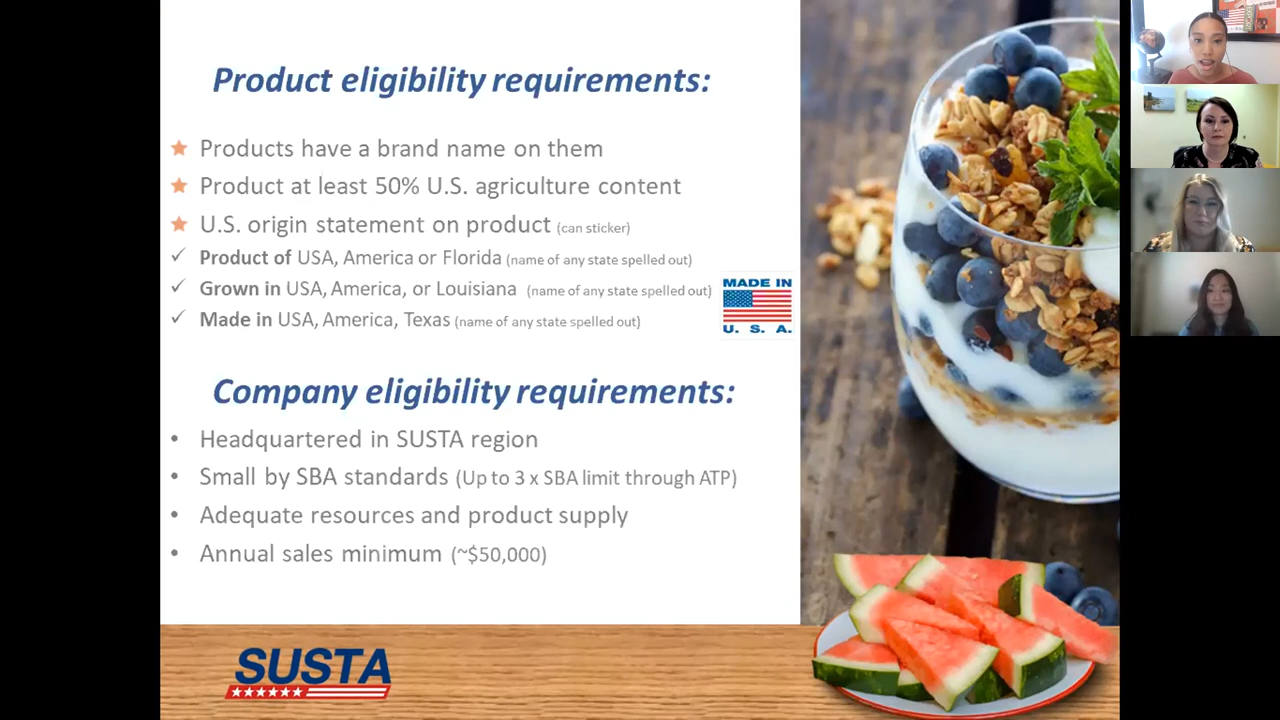 Product eligibility requirements:
Products have a brand name on them
Product at least 50% U.S. agriculture content
U.S. origin statement on product (can sticker)
Product of USA, America or Florida (name of any state spelled out)
Grown in USA, America, or Louisiana (name of any state spelled out)
Made in USA, America, Texas (name of any state spelled out)
MADE IN
U. S. A.
Company eligibility requirements:
Headquartered in SUSTA region
Small by SBA standards (Up to 3 x SBA limit through ATP)
Adequate resources and product supply
Annual sales minimum (~$50,000)
SUSTA